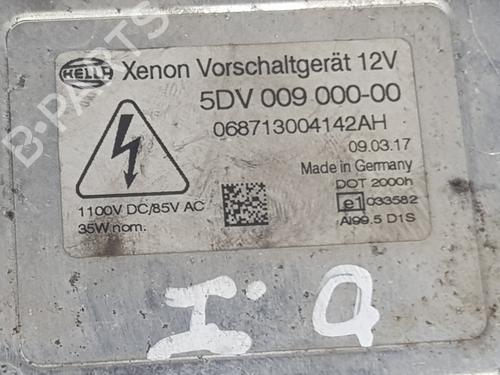 B-PARTS
HELLA Xenon Vorschaltgerät 12V
5DV 009 000-00
068713004142AH
09.03.17
Made in Germany
DOT 2000h
1100V DC/85V AC e1 033582
35W nom. Al99.5 D1S
I·Q